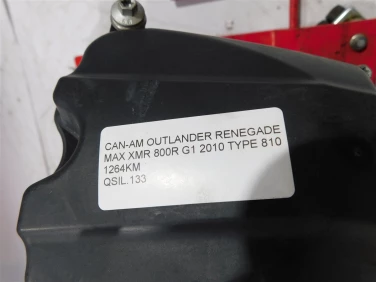 CAN-AM OUTLANDER RENEGADE
MAX XMR 800R G1 2010 TYPE 810
1264KM
QSIL.133